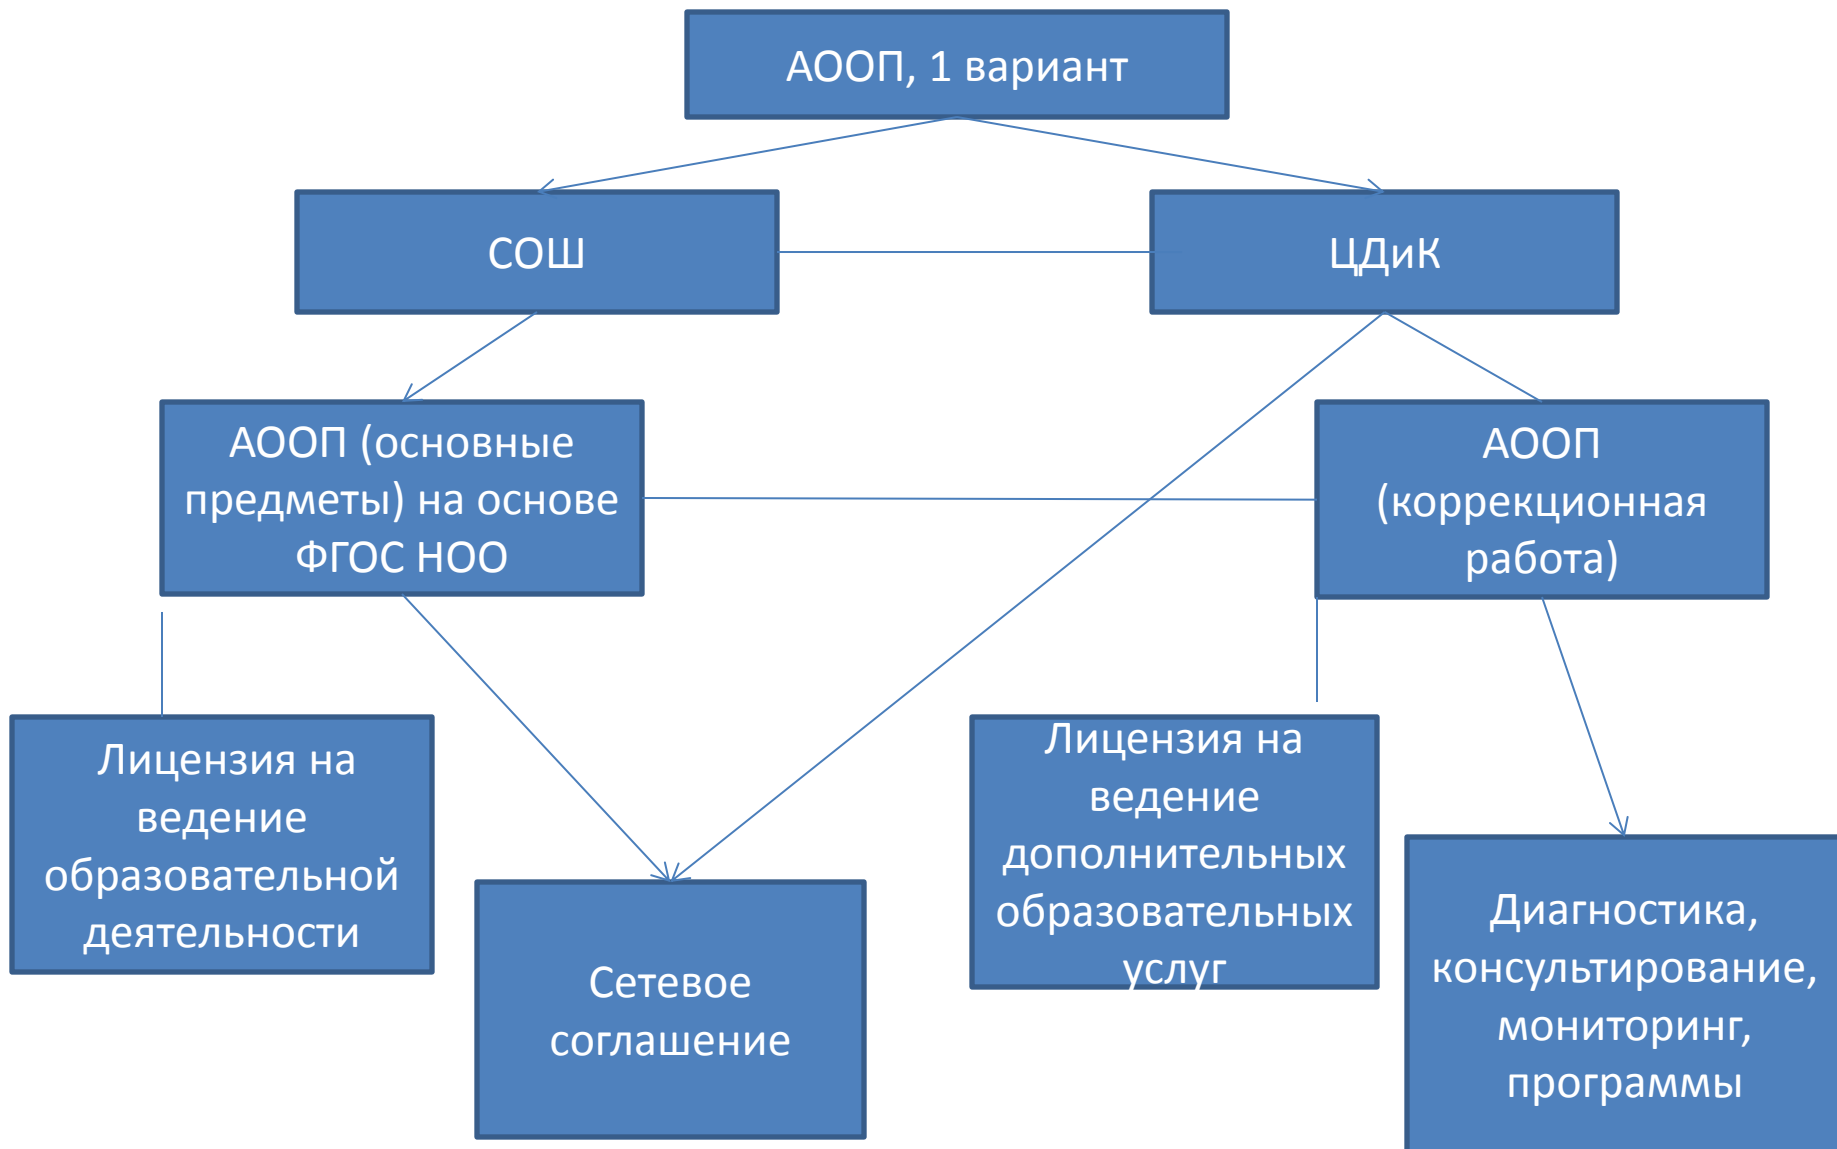 АООП, 1 вариант
СОШ
ЦДиК
АООП (основные
предметы) на основе
ФГОС НОО
АООП
(коррекционная
работа)
Лицензия на
ведение
образовательной
деятельности
Сетевое
соглашение
Лицензия на
ведение
дополнительных
образовательных
услуг
Диагностика,
консультирование,
мониторинг,
программы